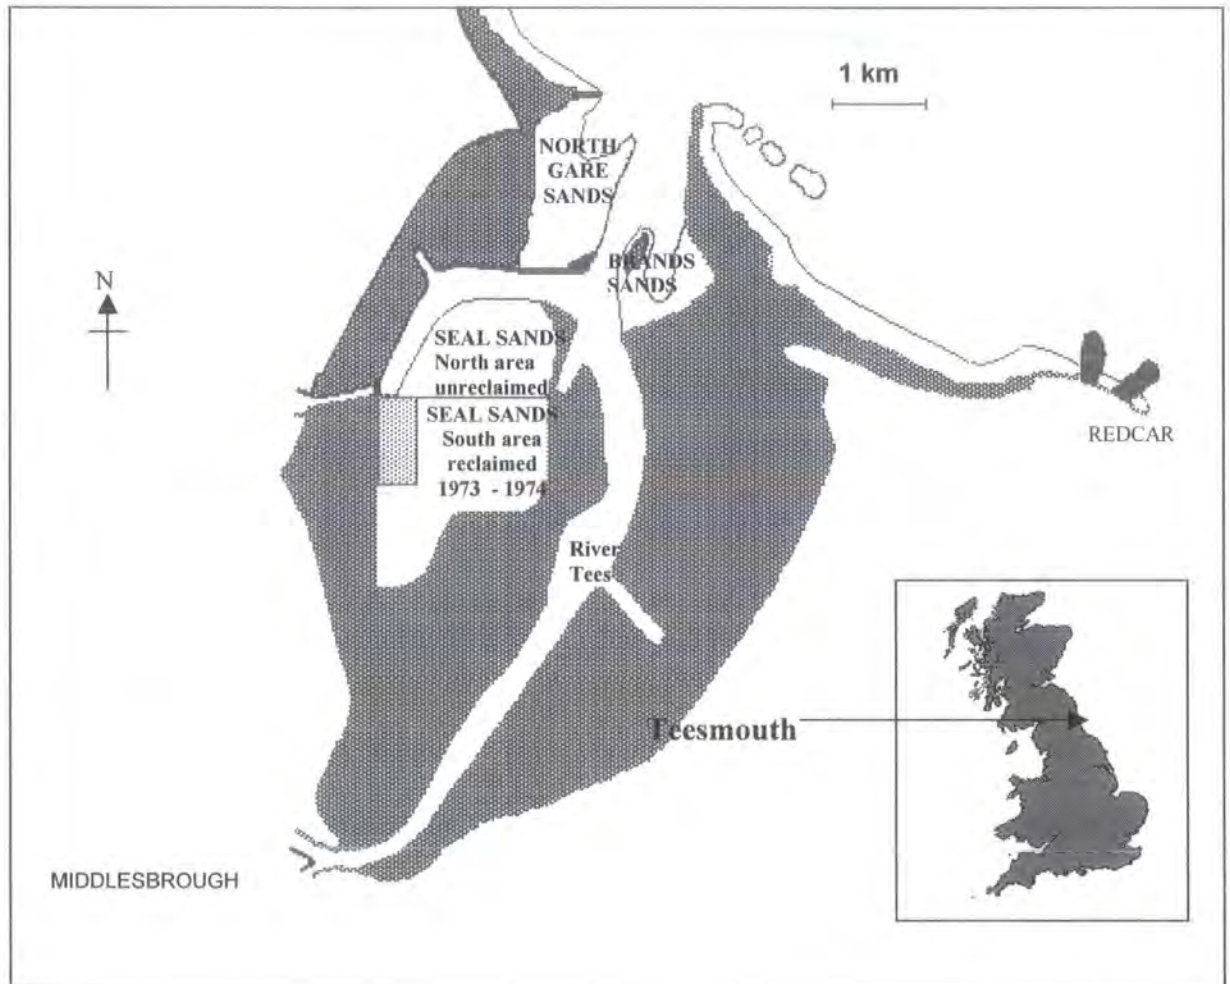 1 km
NORTH
GARE
SANDS
BRANDS
SANDS
N
SEAL SANDS
North area
unreclaimed
SEAL SANDS
South area
reclaimed
1973 - 1974
REDCAR
River
Tees
Teesmouth
MIDDLESBROUGH